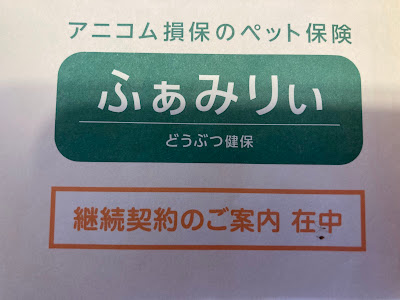 アニコム損保のペット保険
ふぁみりぃ
どうぶつ健保
継続契約のご案内 在中